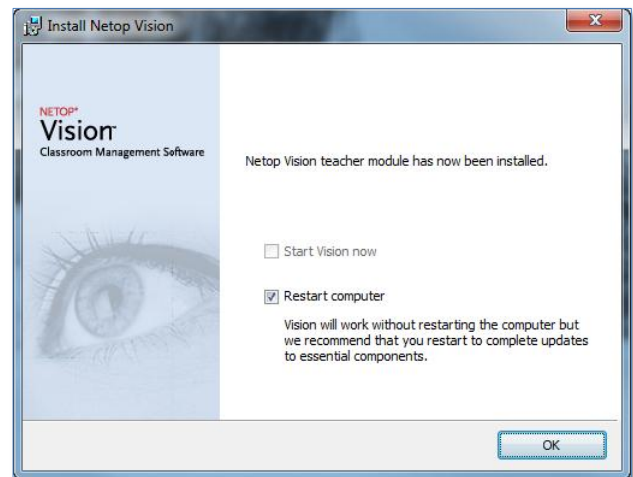 Install Netop Vision
NETOP®
Vision™
Classroom Management Software
Netop Vision teacher module has now been installed.
Start Vision now
Restart computer
Vision will work without restarting the computer but
we recommend that you restart to complete updates
to essential components.
OK